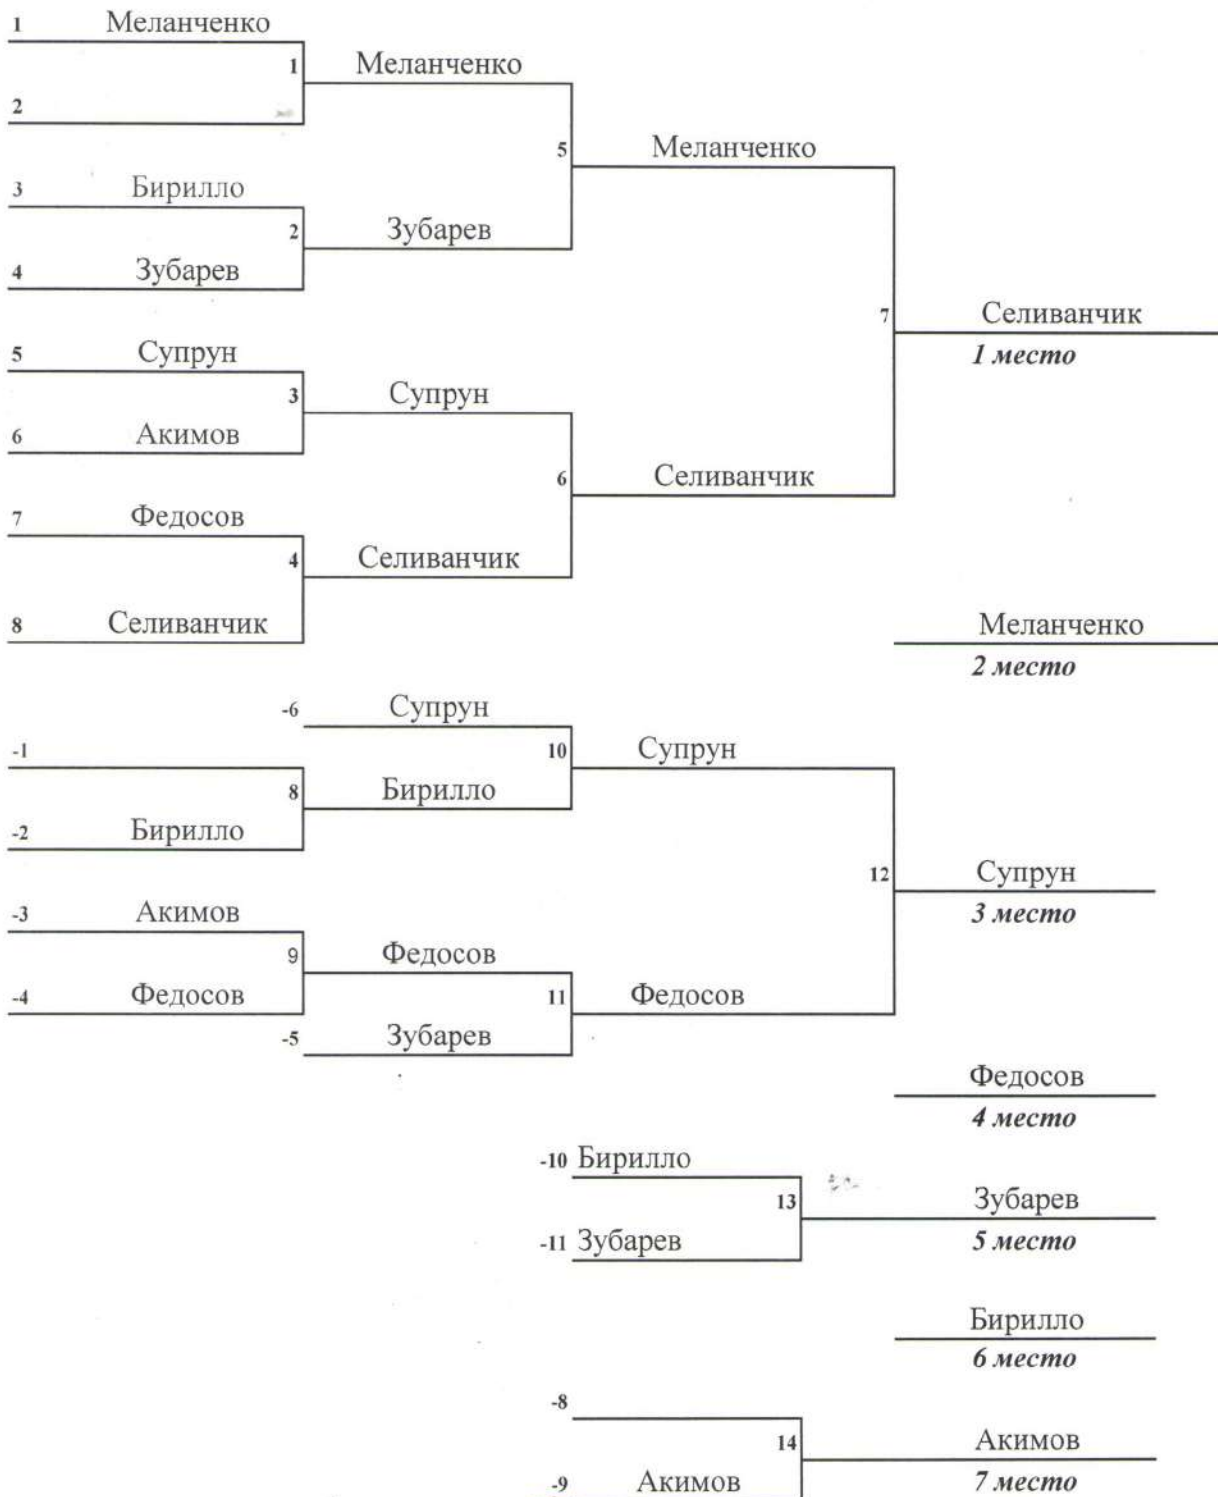 1 Меланченко
1 Меланченко
2
5 Меланченко
3 Бирилло
2 Зубарев
4 Зубарев
7 Селиванчик
1 место
5 Супрун
3 Супрун
6 Акимов
6 Селиванчик
7 Федосов
4 Селиванчик
8 Селиванчик
Меланченко
2 место
-6 Супрун
-1
10 Супрун
8 Бирилло
-2 Бирилло
12 Супрун
3 место
-3 Акимов
9 Федосов
-4 Федосов
11 Федосов
-5 Зубарев
Федосов
4 место
-10 Бирилло
13 Зубарев
-11 Зубарев
5 место
Бирилло
6 место
-8
14 Акимов
-9 Акимов
7 место